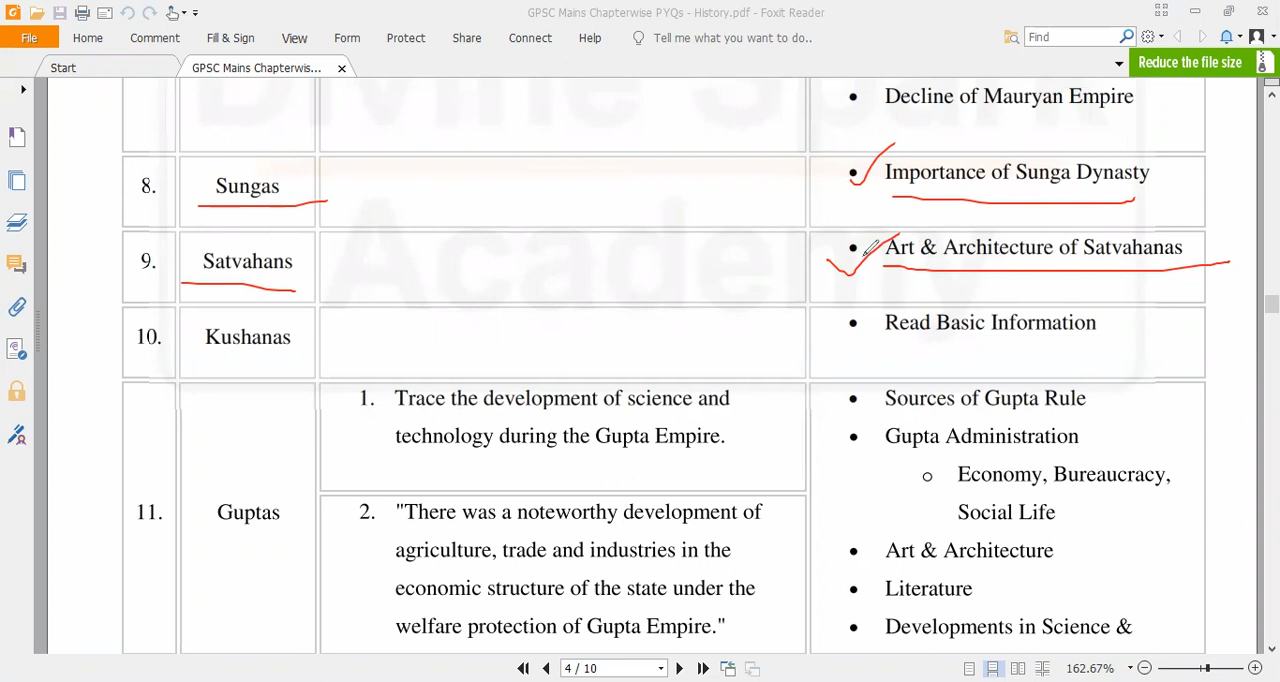 GPSC Mains Chapterwise PYQs - History.pdf - Foxit Reader
File Home Comment Fill & Sign View Form Protect Share Connect Help Tell me what you want to do.. Find
Start GPSC Mains Chapterwis... Reduce the file size
Divine Spark
Academy
Decline of Mauryan Empire
8. Sungas Importance of Sunga Dynasty
9. Satvahans Art & Architecture of Satvahanas
10. Kushanas Read Basic Information
11. Guptas
1. Trace the development of science and
technology during the Gupta Empire.
2. "There was a noteworthy development of
agriculture, trade and industries in the
economic structure of the state under the
welfare protection of Gupta Empire."
Sources of Gupta Rule
Gupta Administration
Economy, Bureaucracy,
Social Life
Art & Architecture
Literature
Developments in Science &
4 / 10 162.67%